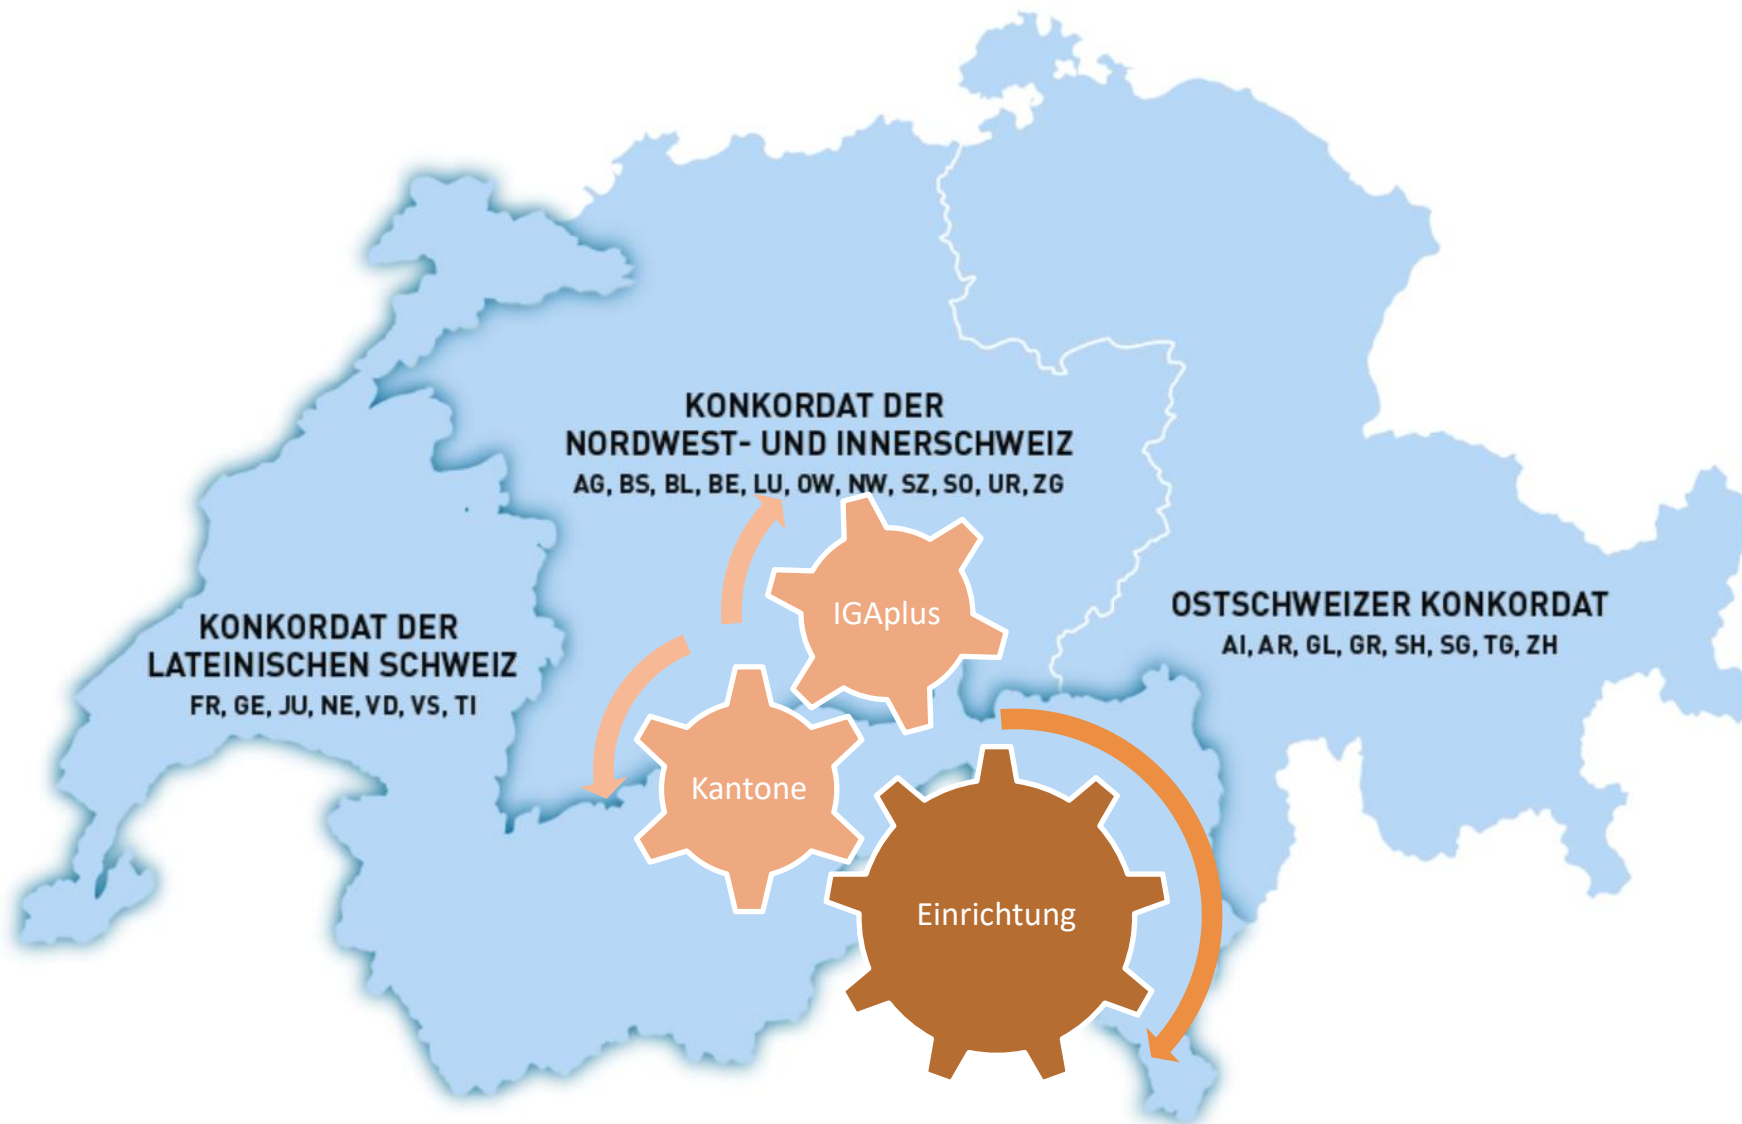 KONKORDAT DER
NORDWEST- UND INNERSCHWEIZ
AG, BS, BL, BE, LU, OW, NW, SZ, SO, UR, ZG
KONKORDAT DER
LATEINISCHEN SCHWEIZ
FR, GE, JU, NE, VD, VS, TI
OSTSCHWEIZER KONKORDAT
AI, AR, GL, GR, SH, SG, TG, ZH
IGAplus
Kantone
Einrichtung